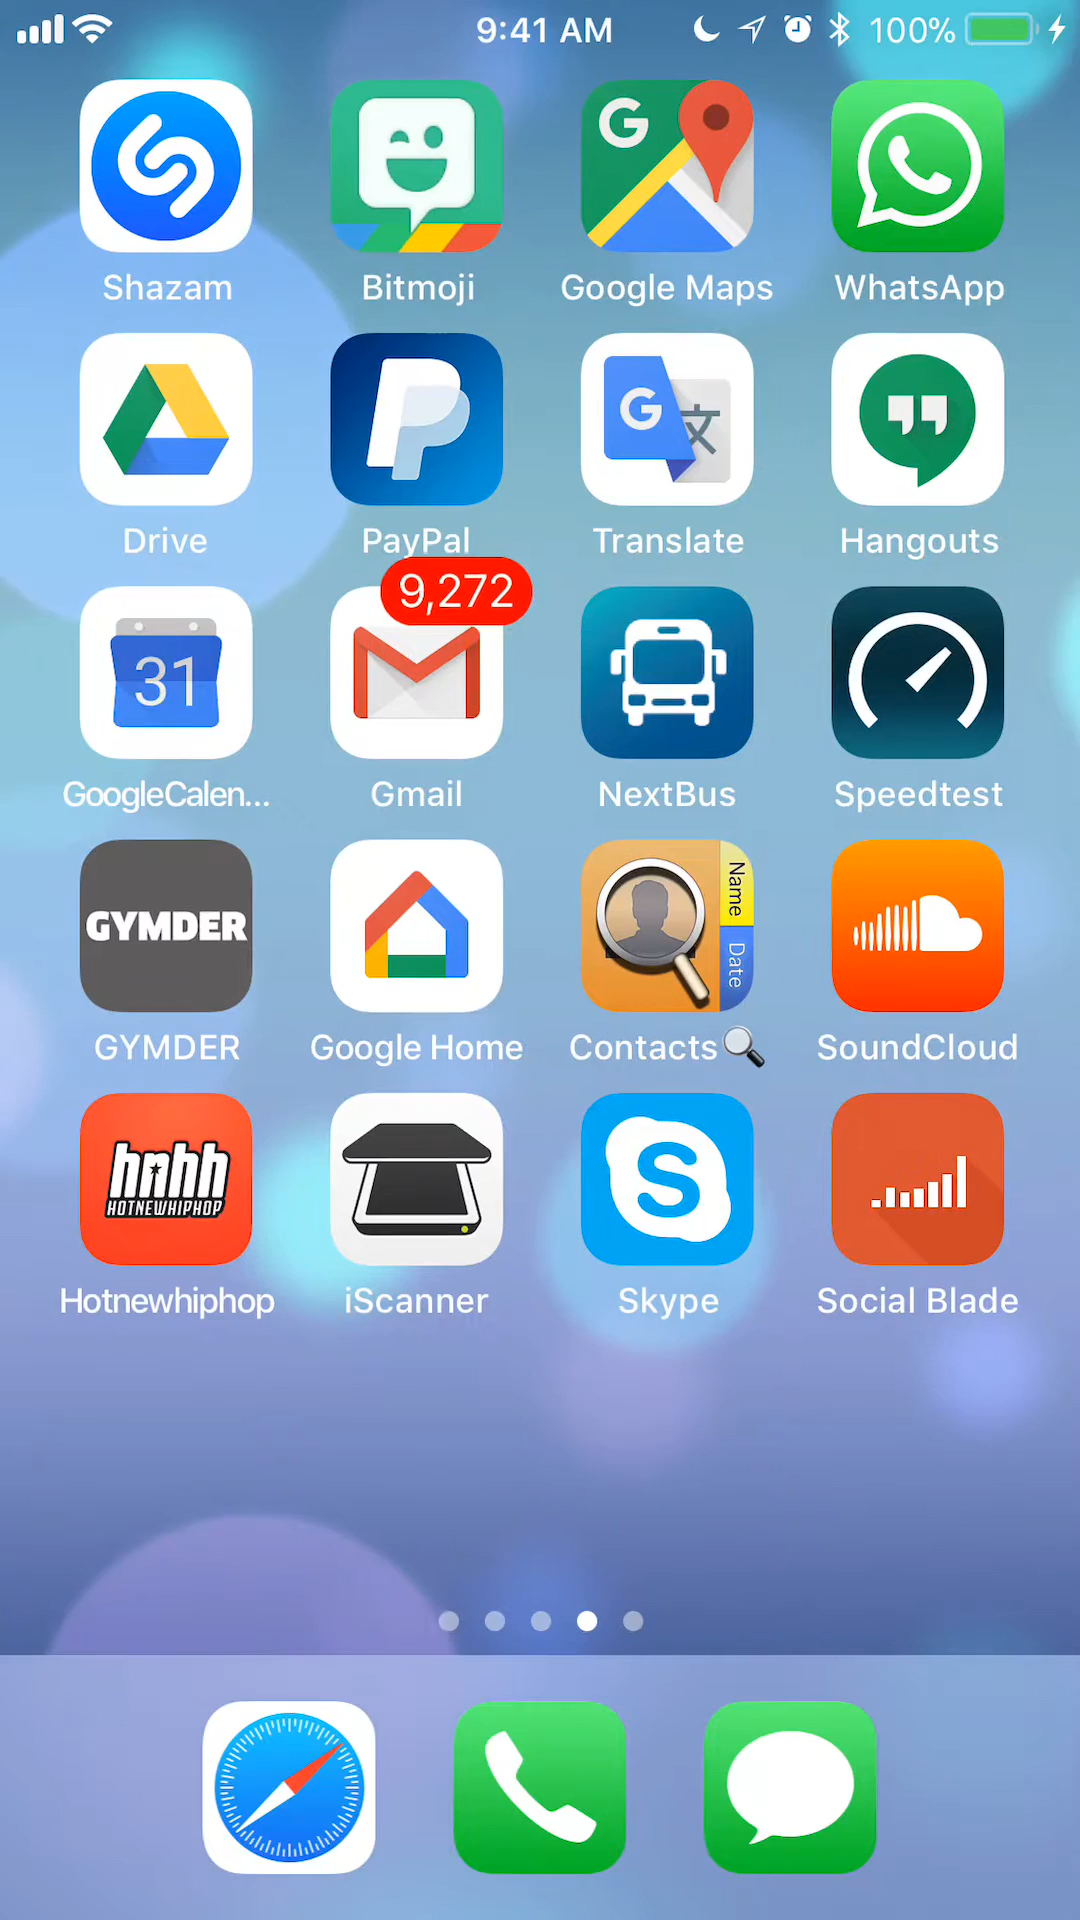 9:41 AM 100%
Shazam Bitmoji Google Maps WhatsApp
Drive PayPal Translate Hangouts
9,272
31
GoogleCalen... Gmail NextBus Speedtest
GYMDER
Name
Date
GYMDER Google Home Contacts🔍 SoundCloud
hnhh
HOTNEWHIPHOP
Hotnewhiphop iScanner Skype Social Blade